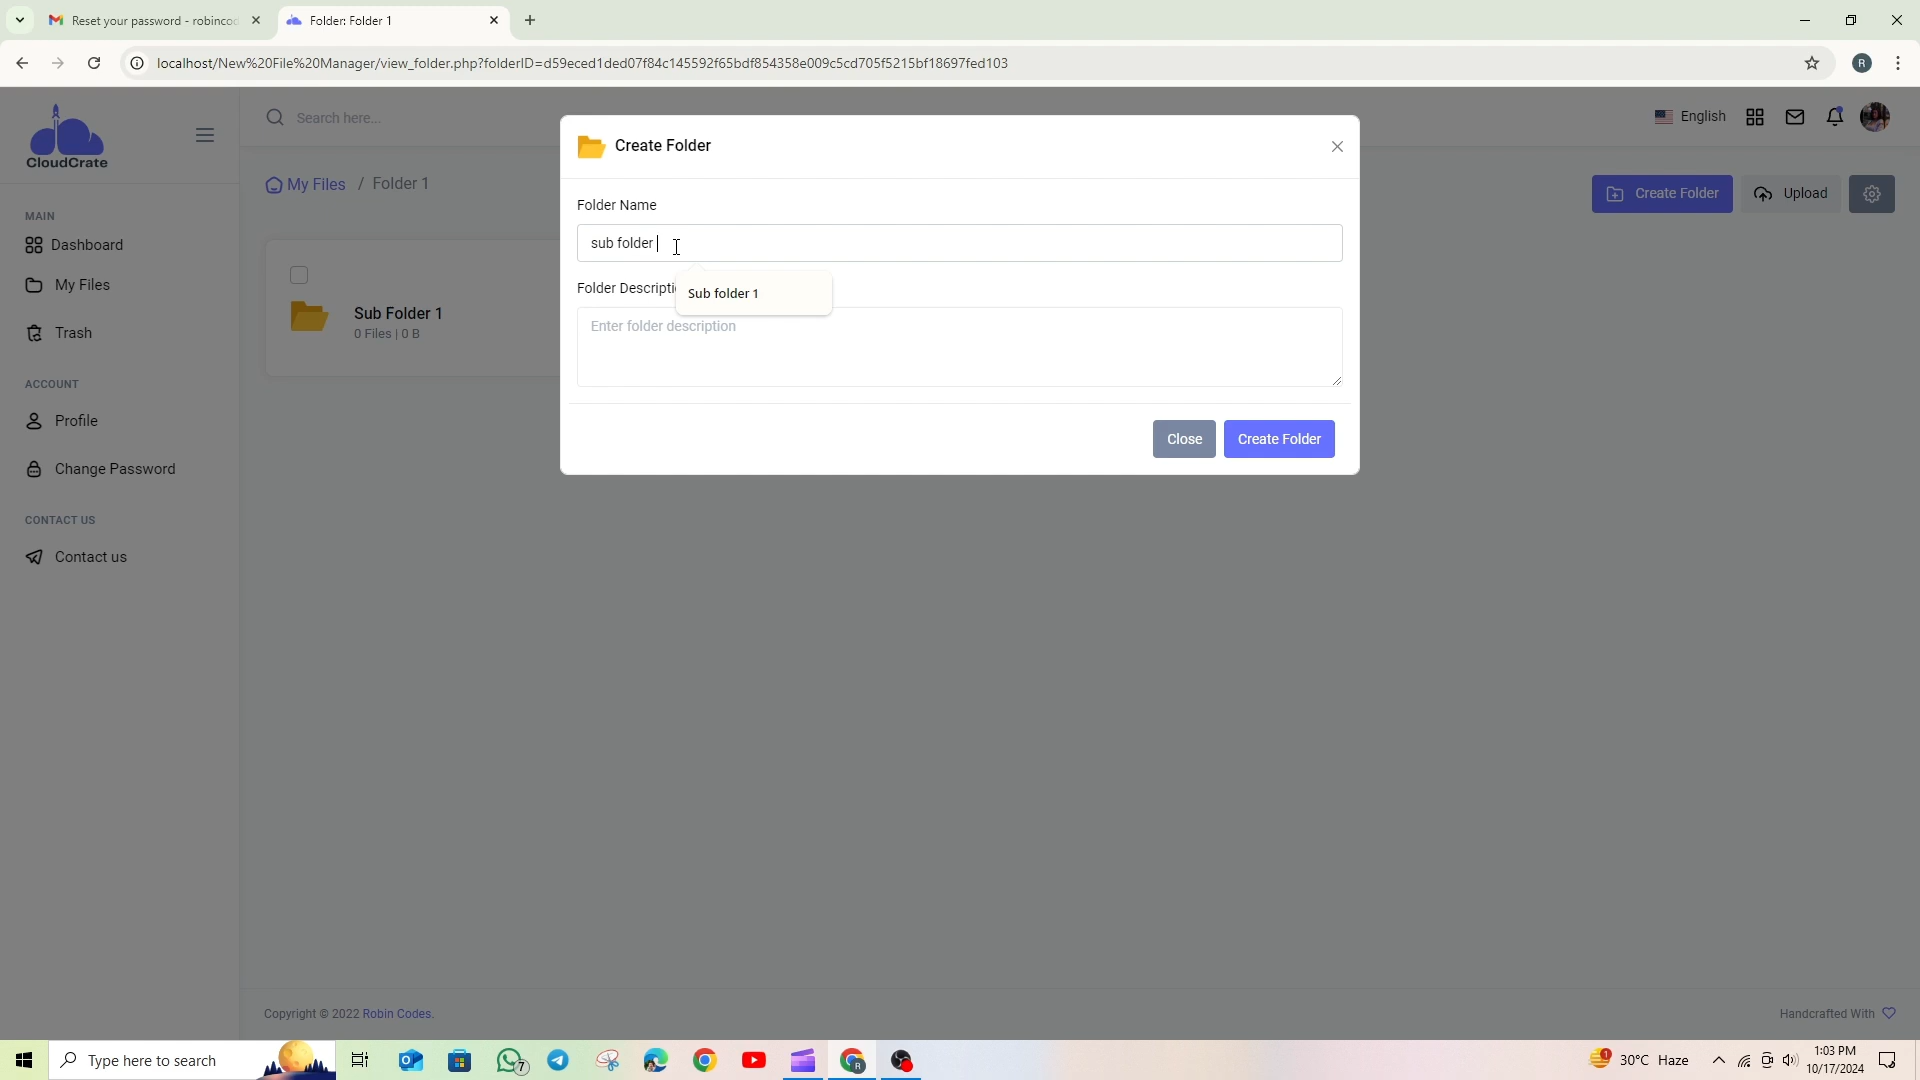 Reset your password - robincod
Folder: Folder 1
localhost/New%20File%20Manager/view_folder.php?folderID=d59eced1ded07f84c145592f65bdf854358e009c5cd705f5215bf18697fed103
R
CloudCrate
Search here...
English
My Files / Folder 1
Create Folder
Upload
MAIN
Dashboard
My Files
Trash
ACCOUNT
Profile
Change Password
CONTACT US
Contact us
Sub Folder 1
0 Files | 0 B
Create Folder
Folder Name
sub folder
Folder Descripti
Sub folder 1
Enter folder description
Close
Create Folder
Copyright © 2022 Robin Codes.
Handcrafted With
Type here to search
7
R
1
30°C Haze
1:03 PM
10/17/2024